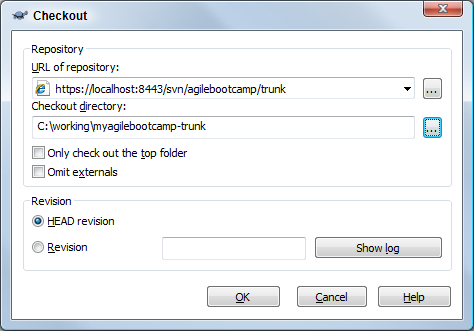 Checkout
Repository
URL of repository:
https://localhost:8443/svn/agilebootcamp/trunk
...
Checkout directory:
C:\working\myagilebootcamp-trunk
...
Only check out the top folder
Omit externals
Revision
HEAD revision
Revision
Show log
OK
Cancel
Help